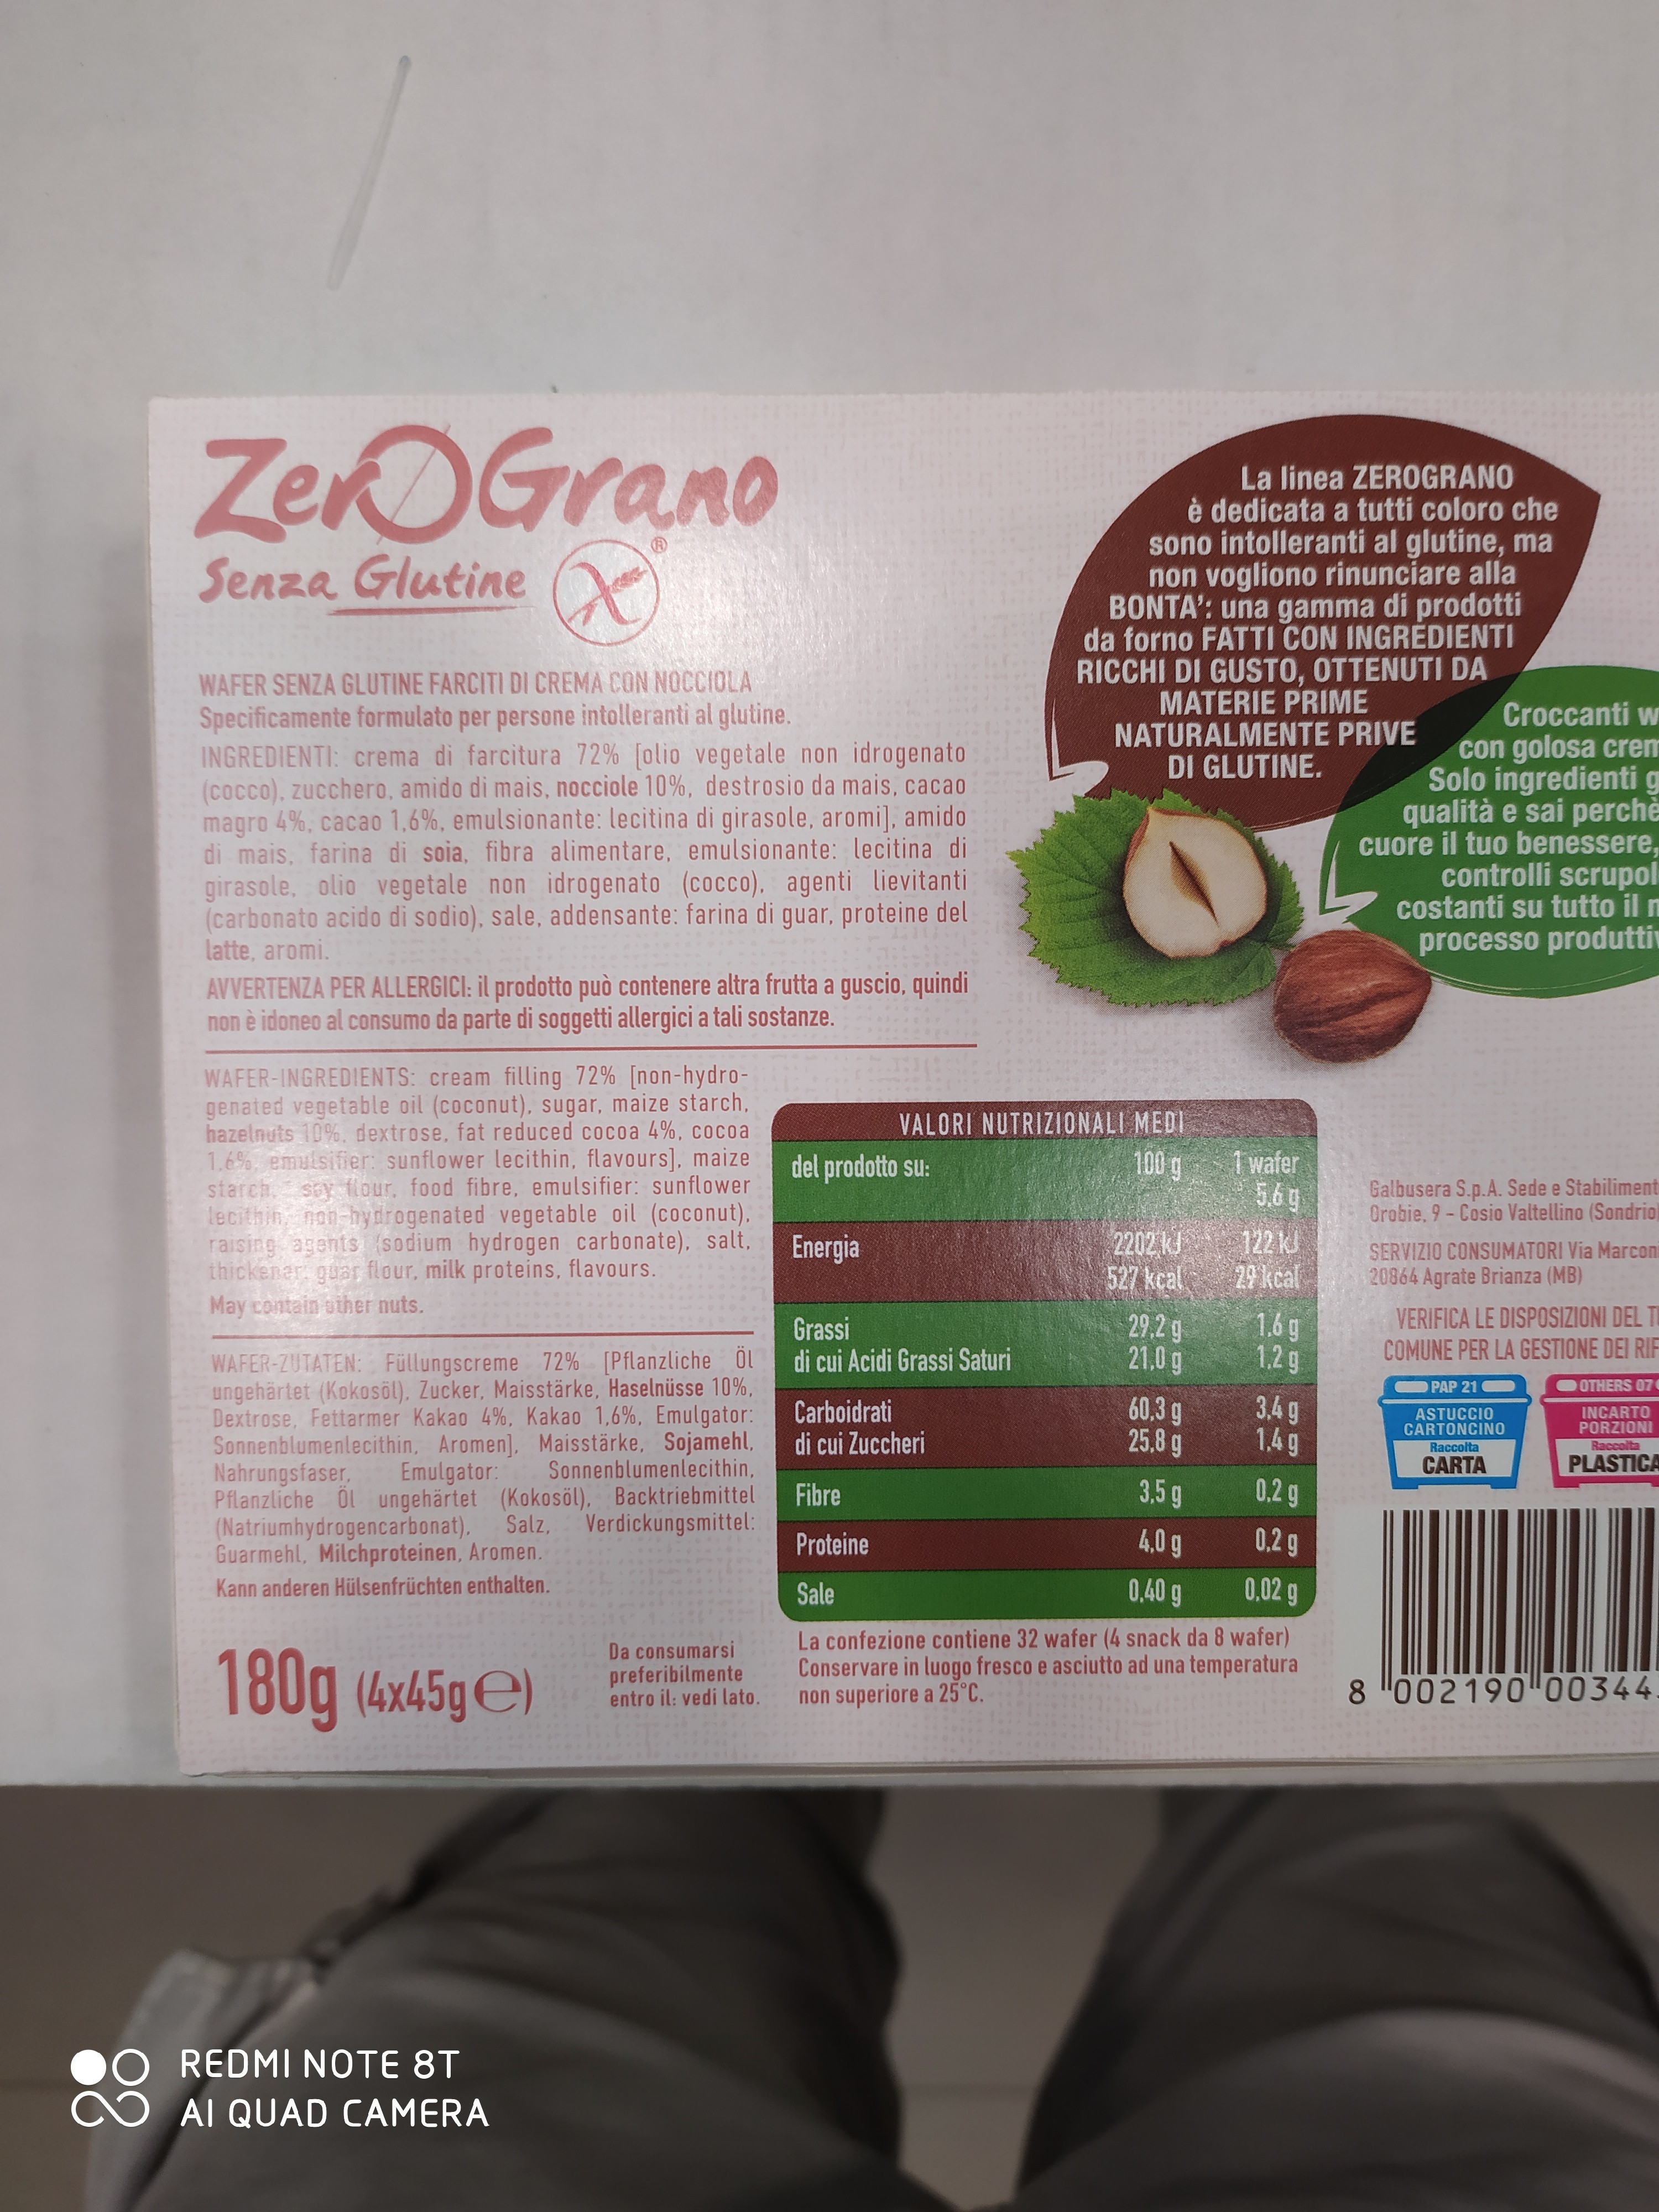 ZeroGrano
Senza Glutine
®
WAFER SENZA GLUTINE FARCITI DI CREMA CON NOCCIOLA
Specificamente formulato per persone intolleranti al glutine.
INGREDIENTI: crema di farcitura 72% [olio vegetale non idrogenato
(cocco), zucchero, amido di mais, nocciole 10%, destrosio da mais, cacao
magro 4%, cacao 1,6%, emulsionante: lecitina di girasole, aromi], amido
di mais, farina di soia, fibra alimentare, emulsionante: lecitina di
girasole, olio vegetale non idrogenato (cocco), agenti lievitanti
(carbonato acido di sodio), sale, addensante: farina di guar, proteine del
latte, aromi.
AVVERTENZA PER ALLERGICI: il prodotto può contenere altra frutta a guscio, quindi
non è idoneo al consumo da parte di soggetti allergici a tali sostanze.
WAFER-INGREDIENTS: cream filling 72% [non-hydro-
genated vegetable oil (coconut), sugar, maize starch,
hazelnuts 10%, dextrose, fat reduced cocoa 4%, cocoa
1,6%, emulsifier: sunflower lecithin, flavours], maize
starch, soy flour, food fibre, emulsifier: sunflower
lecithin, non-hydrogenated vegetable oil (coconut),
raising agents (sodium hydrogen carbonate), salt,
thickener: guar flour, milk proteins, flavours.
May contain other nuts.
WAFER-ZUTATEN: Füllungscreme 72% [Pflanzliche Öl
ungehärtet (Kokosöl), Zucker, Maisstärke, Haselnüsse 10%,
Dextrose, Fettarmer Kakao 4%, Kakao 1,6%, Emulgator:
Sonnenblumenlecithin, Aromen], Maisstärke, Sojamehl,
Nahrungsfaser, Emulgator: Sonnenblumenlecithin,
Pflanzliche Öl ungehärtet (Kokosöl), Backtriebmittel
(Natriumhydrogencarbonat), Salz, Verdickungsmittel:
Guarmehl, Milchproteinen, Aromen.
Kann anderen Hülsenfrüchten enthalten.
180g (4x45g℮)
Da consumarsi
preferibilmente
entro il: vedi lato.
La linea ZEROGRANO
è dedicata a tutti coloro che
sono intolleranti al glutine, ma
non vogliono rinunciare alla
BONTA': una gamma di prodotti
da forno FATTI CON INGREDIENTI
RICCHI DI GUSTO, OTTENUTI DA
MATERIE PRIME
NATURALMENTE PRIVE
DI GLUTINE.
Croccanti w
con golosa crem
Solo ingredienti g
qualità e sai perchè
cuore il tuo benessere,
controlli scrupol
costanti su tutto il n
processo produttiv
VALORI NUTRIZIONALI MEDI
del prodotto su: 100 g 1 wafer
5,6 g
Energia 2202 kJ 122 kJ
527 kcal 29 kcal
Grassi 29,2 g 1,6 g
di cui Acidi Grassi Saturi 21,0 g 1,2 g
Carboidrati 60,3 g 3,4 g
di cui Zuccheri 25,8 g 1,4 g
Fibre 3,5 g 0,2 g
Proteine 4,0 g 0,2 g
Sale 0,40 g 0,02 g
La confezione contiene 32 wafer (4 snack da 8 wafer)
Conservare in luogo fresco e asciutto ad una temperatura
non superiore a 25°C.
Galbusera S.p.A. Sede e Stabiliment
Orobie, 9 - Cosio Valtellino (Sondrio)
SERVIZIO CONSUMATORI Via Marconi
20864 Agrate Brianza (MB)
VERIFICA LE DISPOSIZIONI DEL T
COMUNE PER LA GESTIONE DEI RIF
PAP 21
ASTUCCIO
CARTONCINO
Raccolta
CARTA
OTHERS 07
INCARTO
PORZIONI
Raccolta
PLASTICA
8 002190 00344
REDMI NOTE 8T
AI QUAD CAMERA